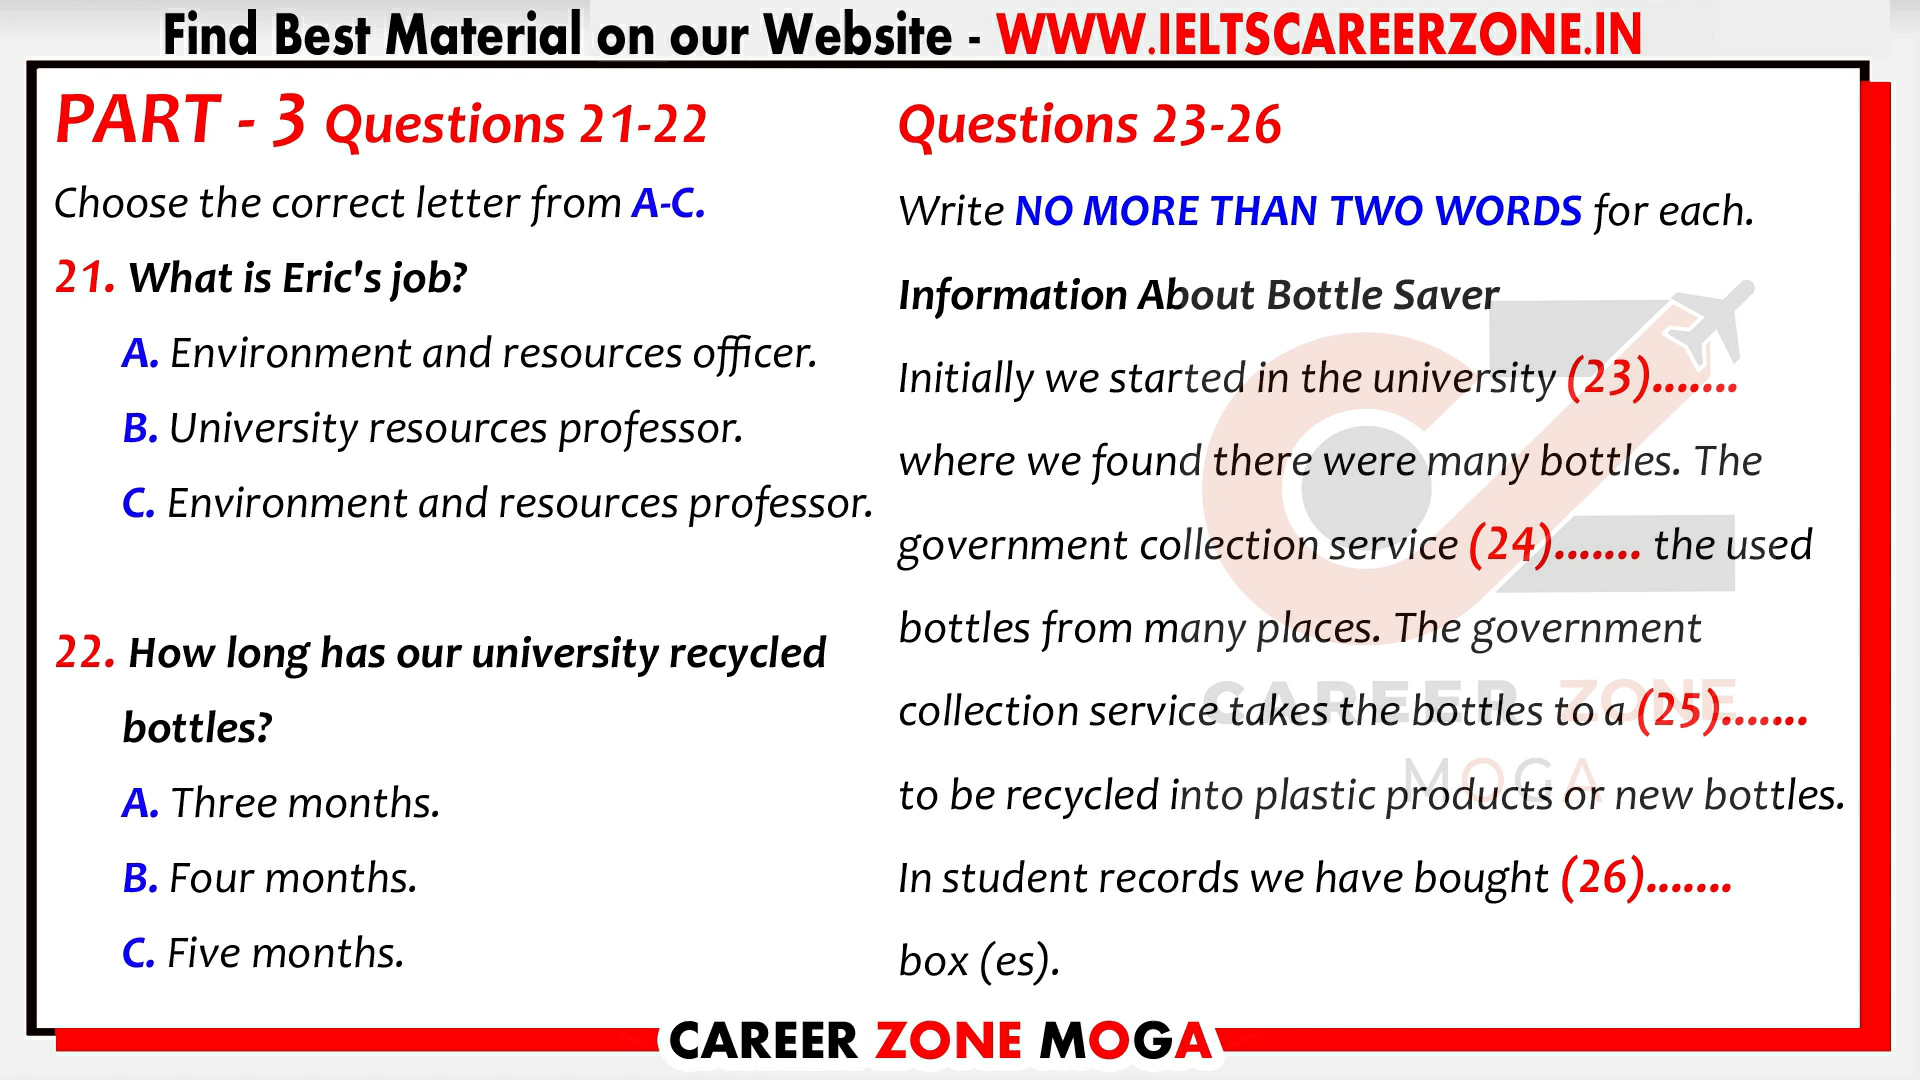 Find Best Material on our Website - WWW.IELTSCAREERZONE.IN
PART - 3 Questions 21-22
Choose the correct letter from A-C.
21. What is Eric's job?
A. Environment and resources officer.
B. University resources professor.
C. Environment and resources professor.
22. How long has our university recycled
bottles?
A. Three months.
B. Four months.
C. Five months.
Questions 23-26
Write NO MORE THAN TWO WORDS for each.
Information About Bottle Saver
Initially we started in the university (23).......
where we found there were many bottles. The
government collection service (24)....... the used
bottles from many places. The government
collection service takes the bottles to a (25).......
to be recycled into plastic products or new bottles.
In student records we have bought (26).......
box (es).
CAREER ZONE
MOGA
CAREER ZONE MOGA